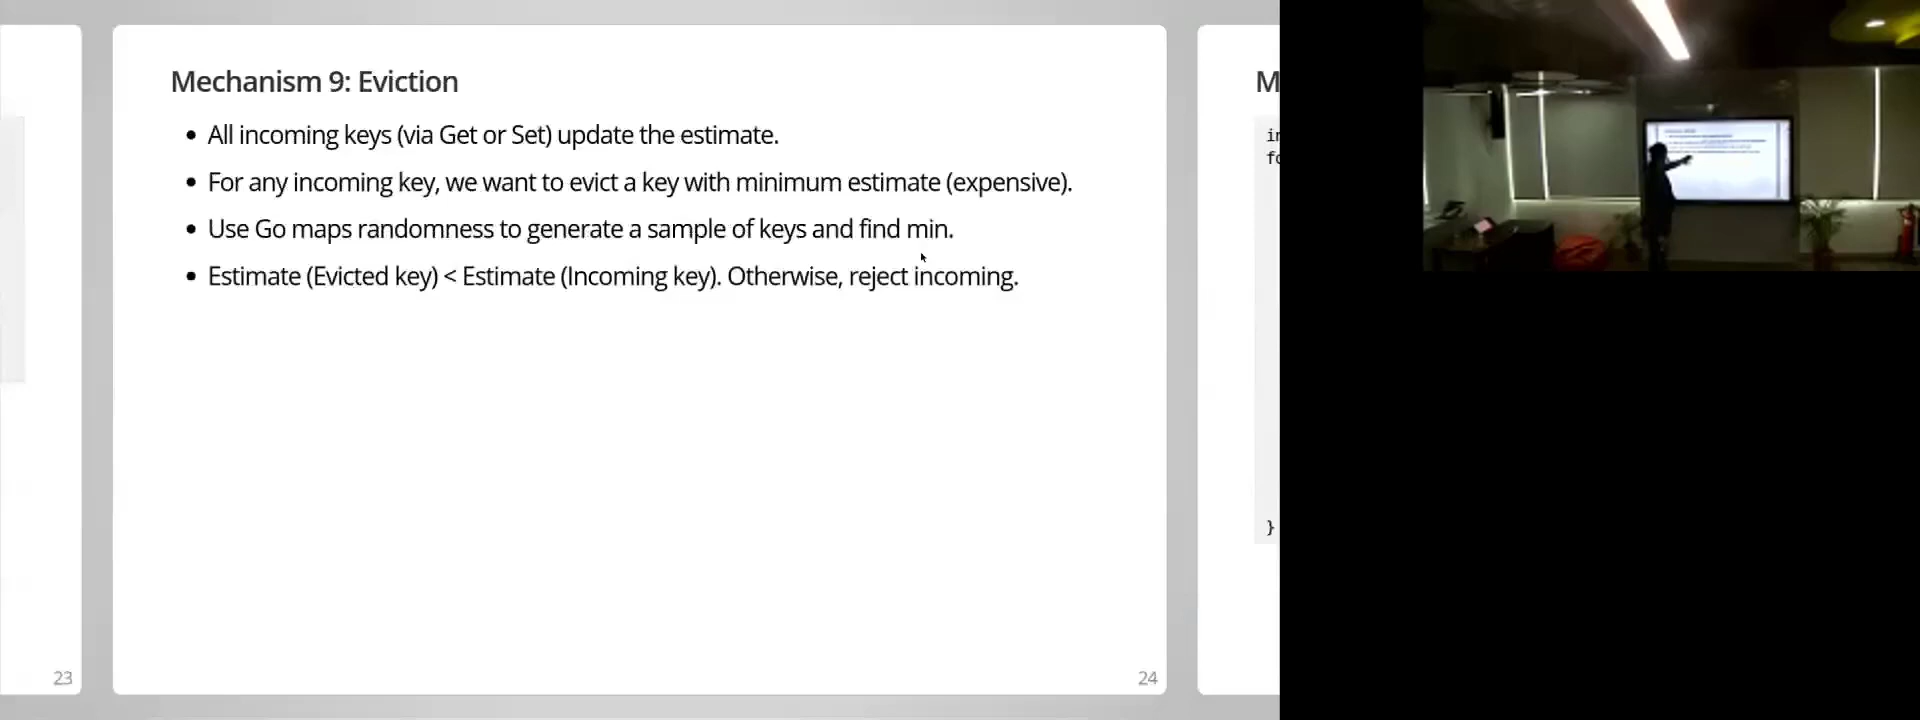 Mechanism 9: Eviction
All incoming keys (via Get or Set) update the estimate.
For any incoming key, we want to evict a key with minimum estimate (expensive).
Use Go maps randomness to generate a sample of keys and find min.
Estimate (Evicted key) < Estimate (Incoming key). Otherwise, reject incoming.
23
24
M
}